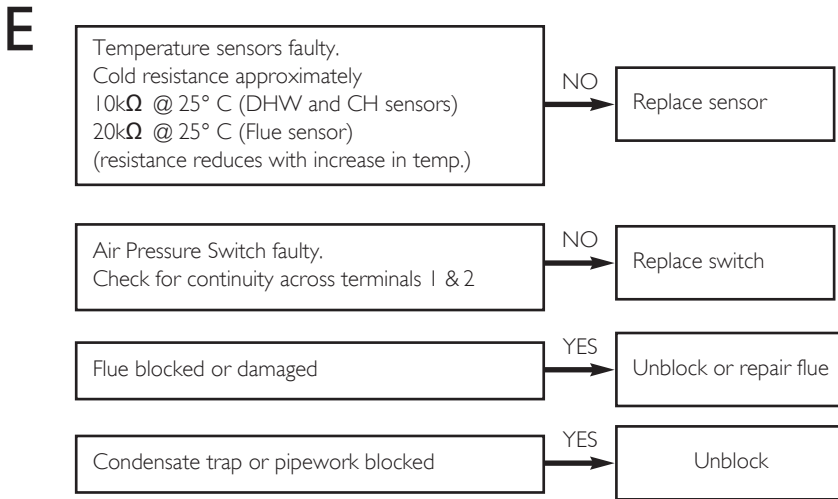 E
Temperature sensors faulty.
Cold resistance approximately
10kΩ @ 25° C (DHW and CH sensors)
20kΩ @ 25° C (Flue sensor)
(resistance reduces with increase in temp.)
NO
Replace sensor
Air Pressure Switch faulty.
Check for continuity across terminals 1 & 2
NO
Replace switch
Flue blocked or damaged
YES
Unblock or repair flue
Condensate trap or pipework blocked
YES
Unblock